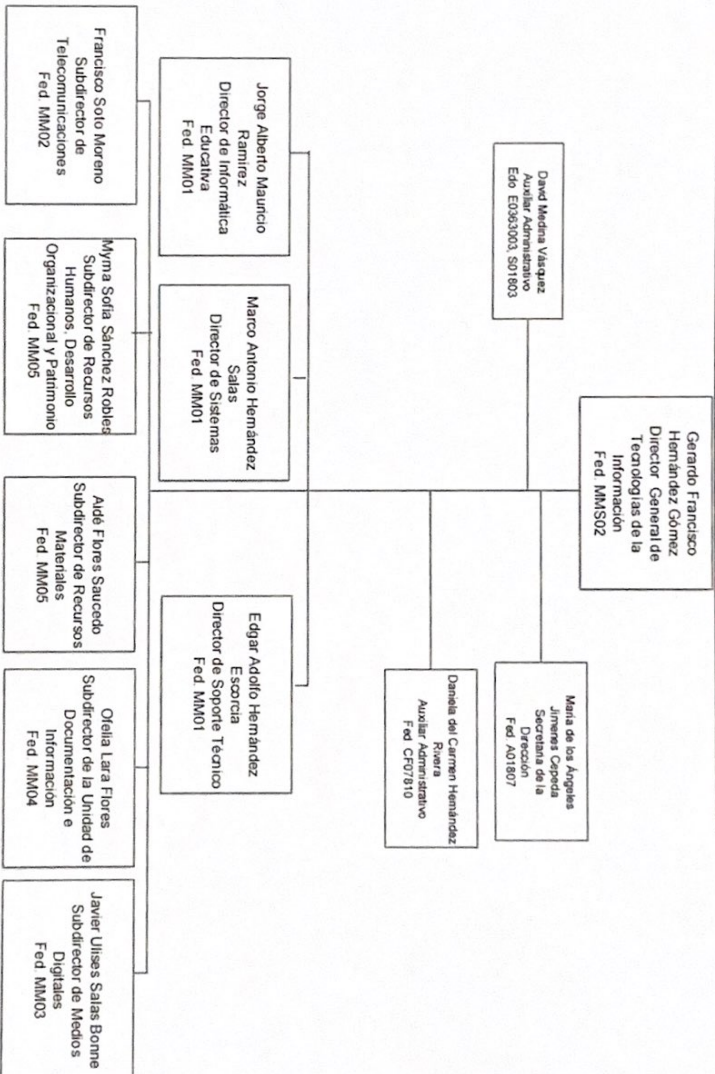 Gerardo Francisco
Hernández Gómez
Director General de
Tecnologías de la
Información
Fed. MMS02
María de los Ángeles
Jimenes Cepeda
Secretaria de la
Dirección
Fed. A01807
David Medina Vásquez
Auxiliar Administrativo
Edo E0363003, S01803
Daniela del Carmen Hernández
Rivera
Auxiliar Administrativo
Fed CF07810
Jorge Alberto Mauricio
Ramirez
Director de Informática
Educativa
Fed. MM01
Marco Antonio Hernández
Salas
Director de Sistemas
Fed. MM01
Edgar Adolfo Hernández
Escorcia
Director de Soporte Técnico
Fed. MM01
Francisco Soto Moreno
Subdirector de
Telecomunicaciones
Fed. MM02
Myrna Sofía Sánchez Robles
Subdirector de Recursos
Humanos, Desarrollo
Organizacional y Patrimonio
Fed. MM05
Aidé Flores Saucedo
Subdirector de Recursos
Materiales
Fed. MM05
Ofelia Lara Flores
Subdirector de la Unidad de
Documentación e
Información
Fed. MM04
Javier Ulises Salas Bonne
Subdirector de Medios
Digitales
Fed. MM03